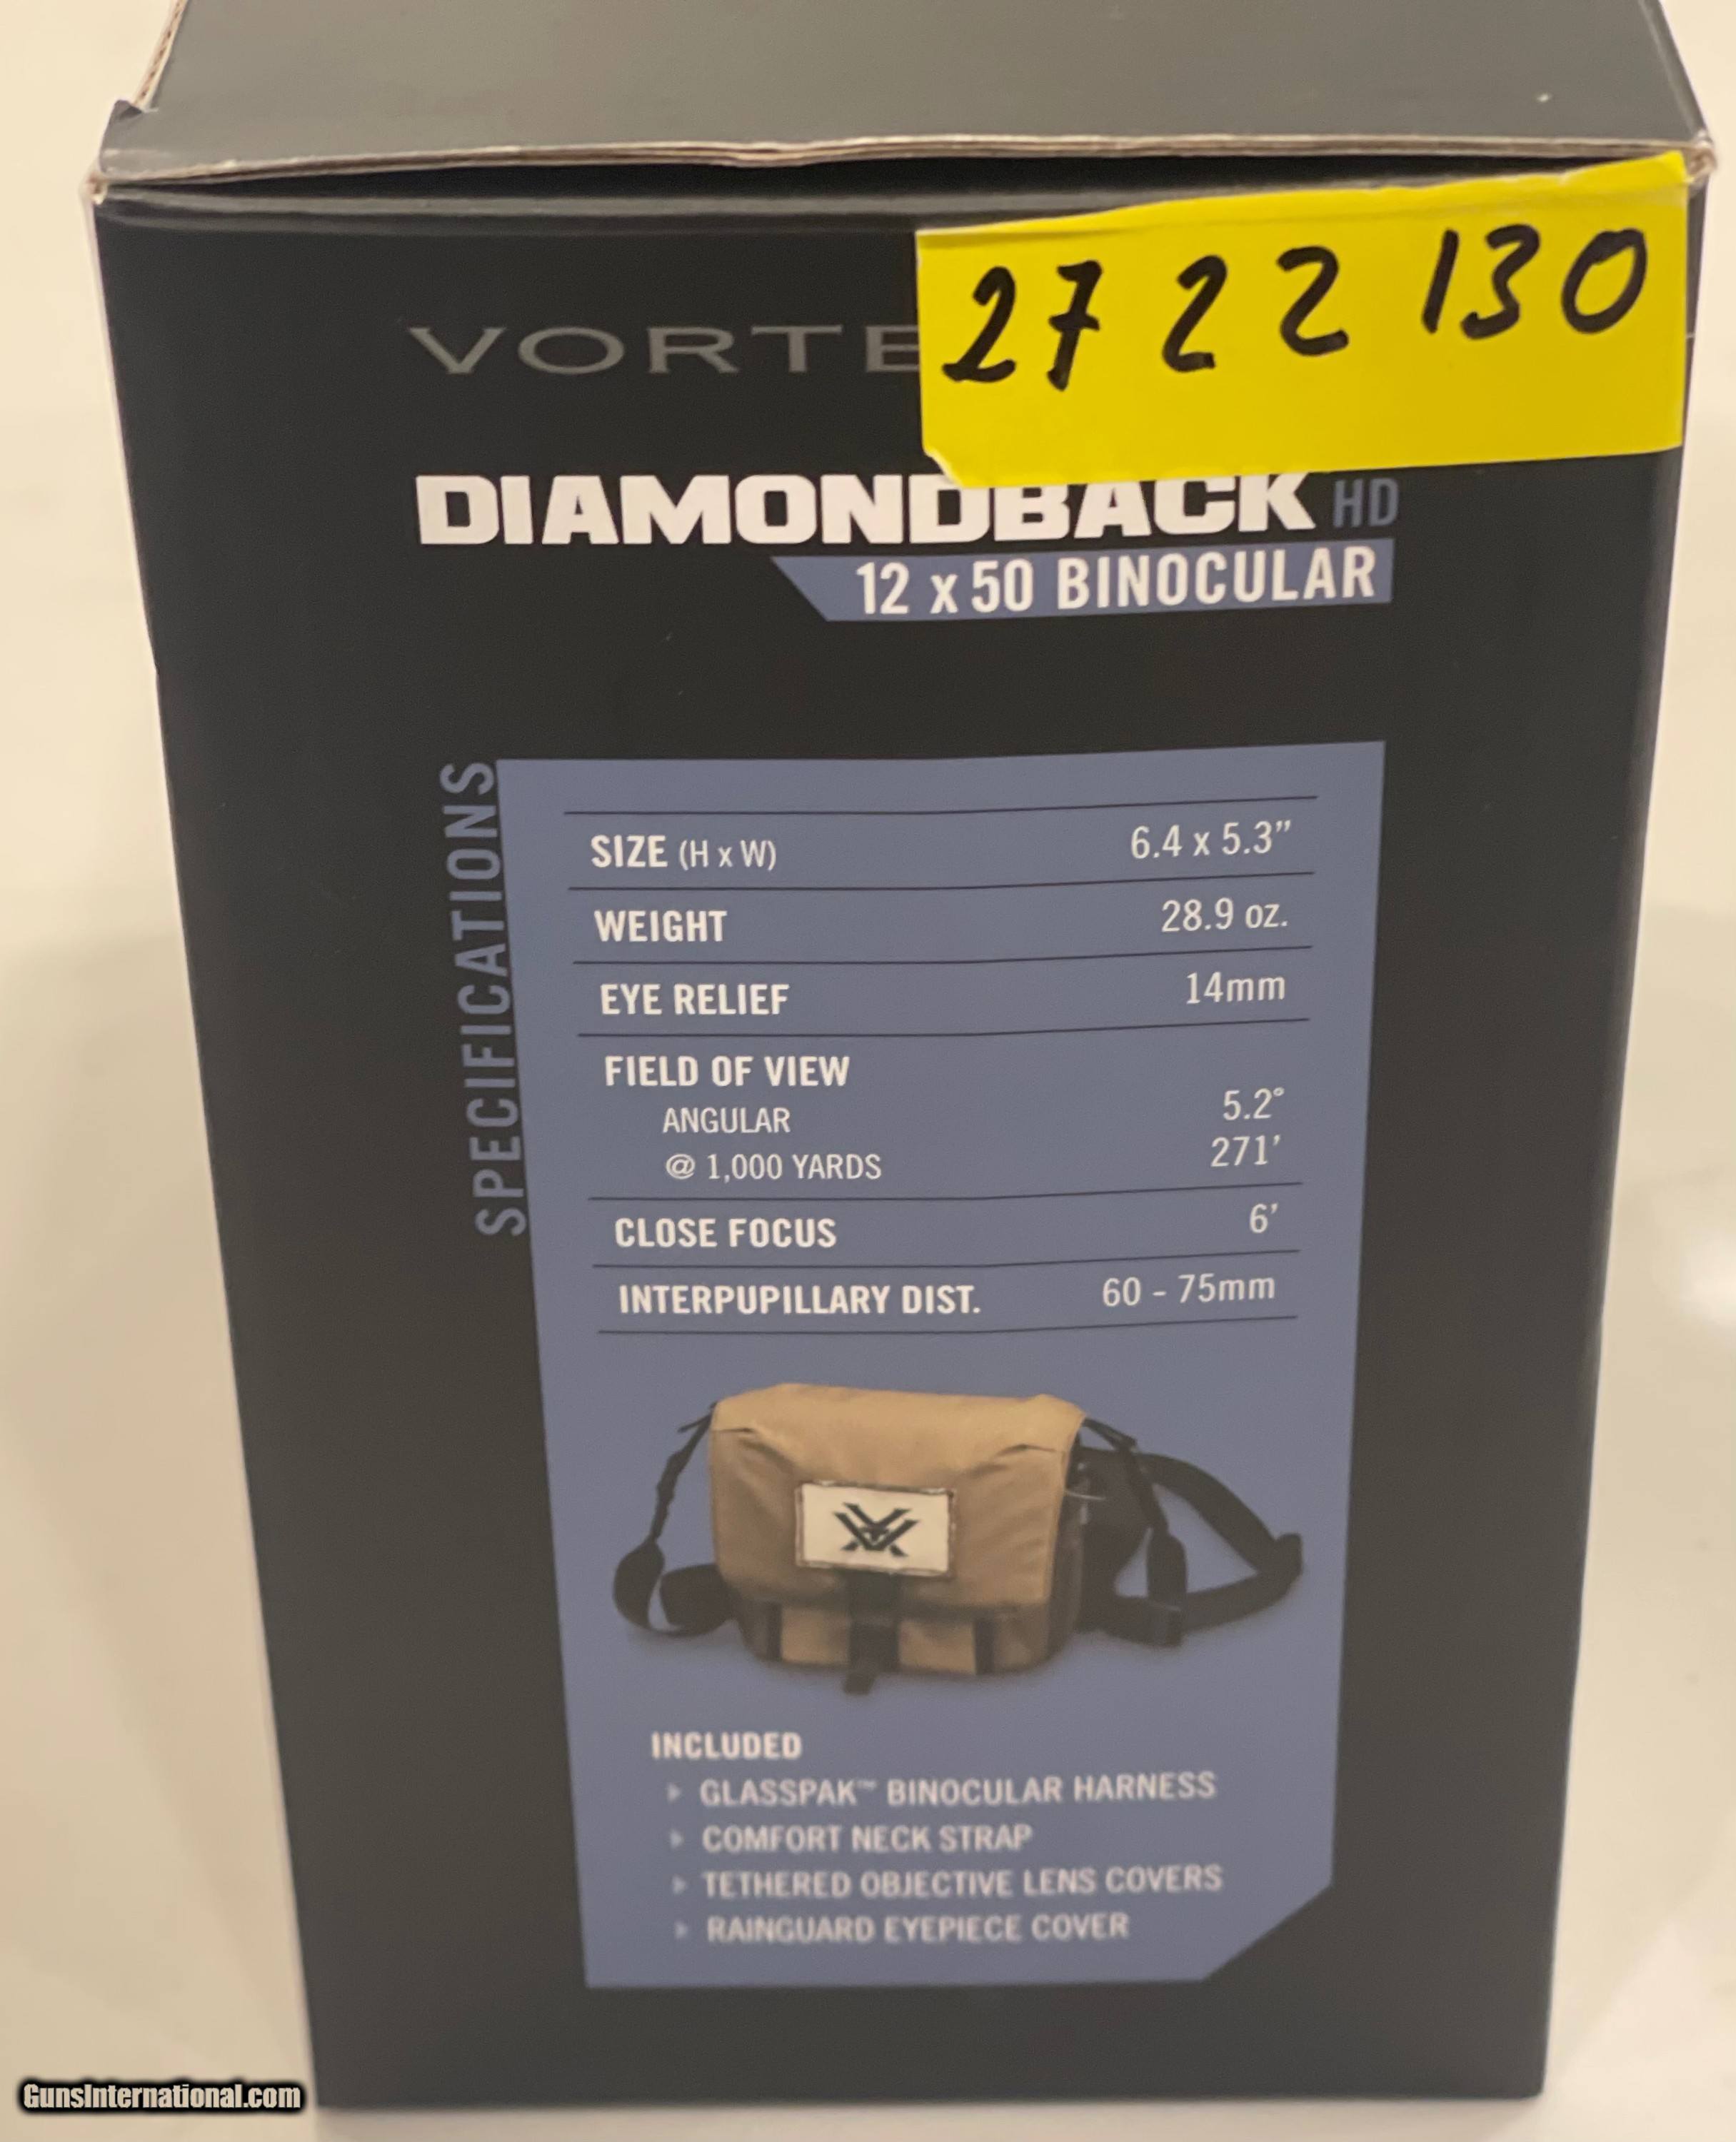 2722 130
VORTE
DIAMONDBACK HD
12 x 50 BINOCULAR
SPECIFICATIONS
SIZE (H x W) 6.4 x 5.3”
WEIGHT 28.9 oz.
EYE RELIEF 14mm
FIELD OF VIEW
ANGULAR 5.2°
@ 1,000 YARDS 271’
CLOSE FOCUS 6’
INTERPUPILLARY DIST. 60 - 75mm
INCLUDED
GLASSPAK™ BINOCULAR HARNESS
COMFORT NECK STRAP
TETHERED OBJECTIVE LENS COVERS
RAINGUARD EYEPIECE COVER
GunsInternational.com